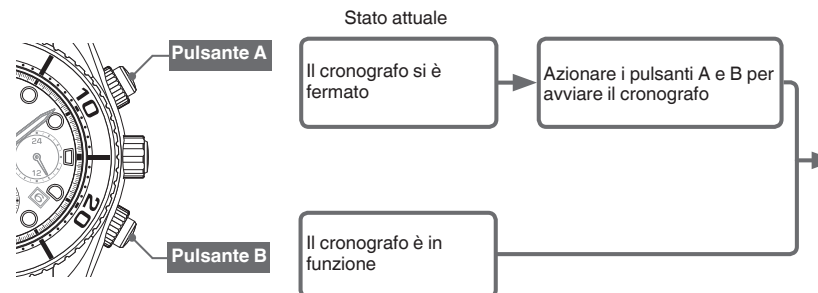 Stato attuale
Pulsante A
Il cronografo si è
fermato
Azionare i pulsanti A e B per
avviare il cronografo
10
24
12
6
20
Pulsante B
Il cronografo è in
funzione